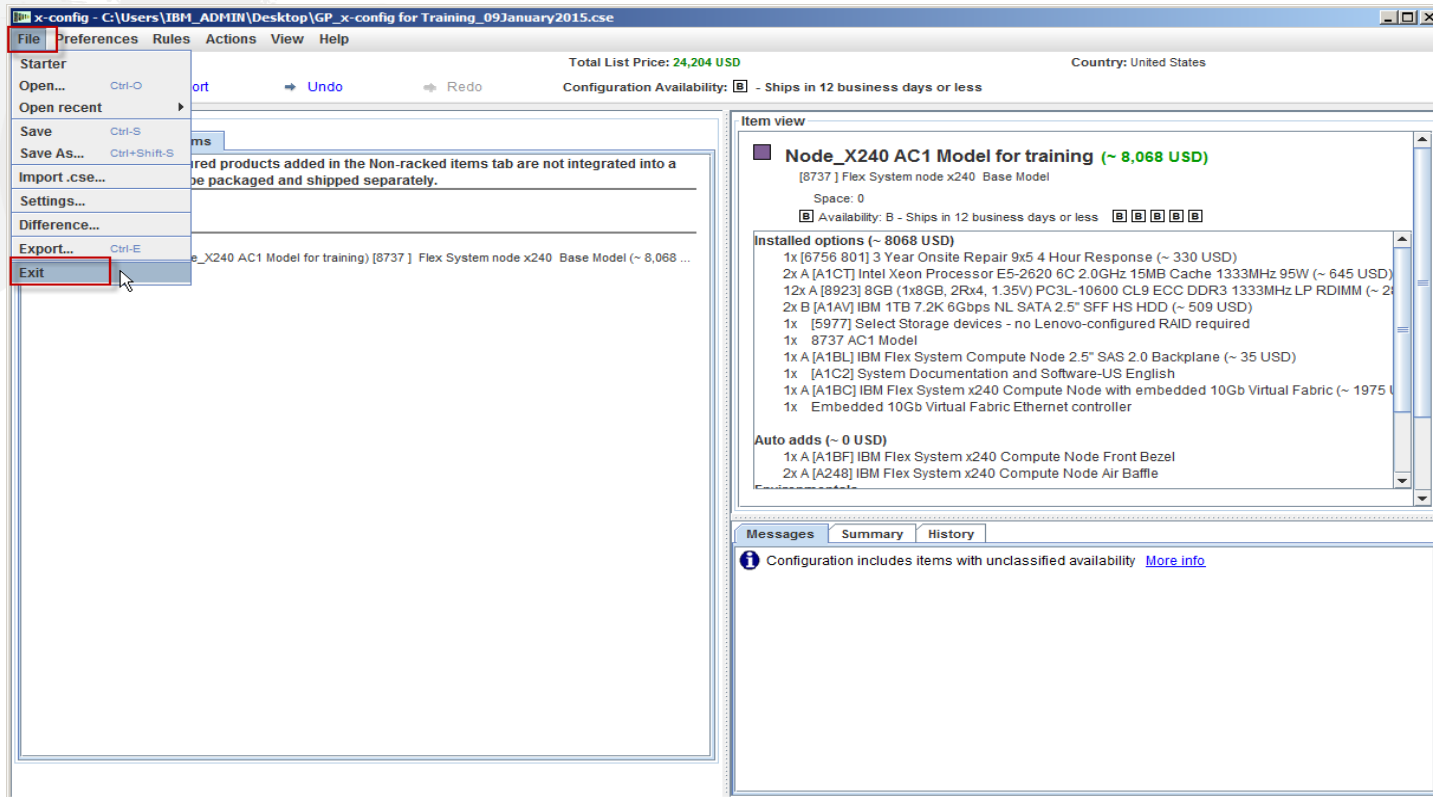 x-config - C:\Users\IBM_ADMIN\Desktop\GP_x-config for Training_09January2015.cse
File Preferences Rules Actions View Help
Total List Price: 24,204 USD
Country: United States
ort
Undo
Redo
Configuration Availability: B - Ships in 12 business days or less
Starter
Open... Ctrl-O
Open recent
Save Ctrl-S
Save As... Ctrl+Shift-S
Import .cse...
Settings...
Difference...
Export... Ctrl-E
Exit
ms
ured products added in the Non-racked items tab are not integrated into a
be packaged and shipped separately.
e_X240 AC1 Model for training) [8737 ] Flex System node x240 Base Model (~ 8,068 ...
Item view
Node_X240 AC1 Model for training (~ 8,068 USD)
[8737 ] Flex System node x240 Base Model
Space: 0
B Availability: B - Ships in 12 business days or less B B B B B
Installed options (~ 8068 USD)
1x [6756 801] 3 Year Onsite Repair 9x5 4 Hour Response (~ 330 USD)
2x A [A1CT] Intel Xeon Processor E5-2620 6C 2.0GHz 15MB Cache 1333MHz 95W (~ 645 USD)
12x A [8923] 8GB (1x8GB, 2Rx4, 1.35V) PC3L-10600 CL9 ECC DDR3 1333MHz LP RDIMM (~ 2
2x B [A1AV] IBM 1TB 7.2K 6Gbps NL SATA 2.5" SFF HS HDD (~ 509 USD)
1x [5977] Select Storage devices - no Lenovo-configured RAID required
1x 8737 AC1 Model
1x A [A1BL] IBM Flex System Compute Node 2.5" SAS 2.0 Backplane (~ 35 USD)
1x [A1C2] System Documentation and Software-US English
1x A [A1BC] IBM Flex System x240 Compute Node with embedded 10Gb Virtual Fabric (~ 1975
1x Embedded 10Gb Virtual Fabric Ethernet controller
Auto adds (~ 0 USD)
1x A [A1BF] IBM Flex System x240 Compute Node Front Bezel
2x A [A248] IBM Flex System x240 Compute Node Air Baffle
Messages Summary History
Configuration includes items with unclassified availability More info